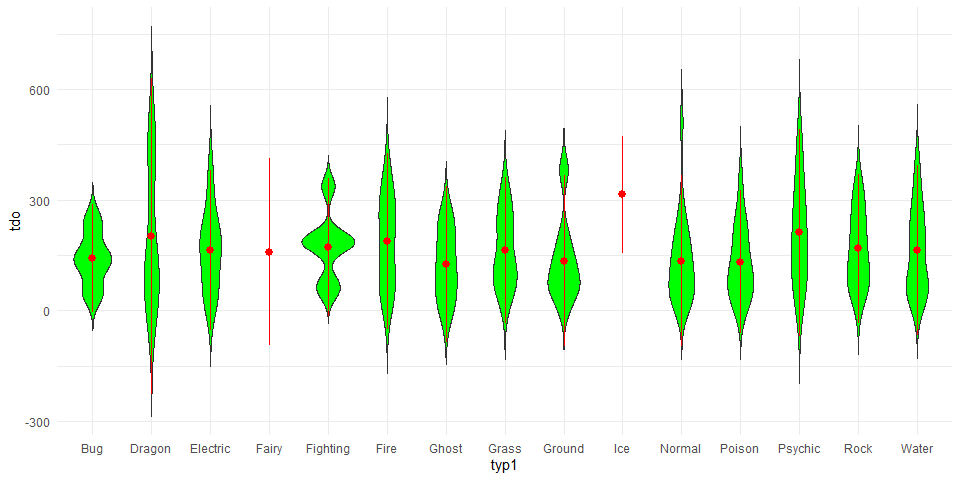 tdo
600
300
0
-300
Bug Dragon Electric Fairy Fighting Fire Ghost Grass Ground Ice Normal Poison Psychic Rock Water
typ1